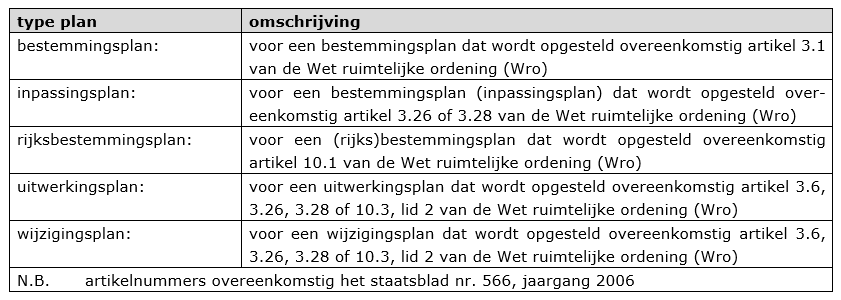 type plan omschrijving
bestemmingsplan: voor een bestemmingsplan dat wordt opgesteld overeenkomstig artikel 3.1
van de Wet ruimtelijke ordening (Wro)
inpassingsplan: voor een bestemmingsplan (inpassingsplan) dat wordt opgesteld over-
eenkomstig artikel 3.26 of 3.28 van de Wet ruimtelijke ordening (Wro)
rijksbestemmingsplan: voor een (rijks)bestemmingsplan dat wordt opgesteld overeenkomstig
artikel 10.1 van de Wet ruimtelijke ordening (Wro)
uitwerkingsplan: voor een uitwerkingsplan dat wordt opgesteld overeenkomstig artikel 3.6,
3.26, 3.28 of 10.3, lid 2 van de Wet ruimtelijke ordening (Wro)
wijzigingsplan: voor een wijzigingsplan dat wordt opgesteld overeenkomstig artikel 3.6,
3.26, 3.28 of 10.3, lid 2 van de Wet ruimtelijke ordening (Wro)
N.B. artikelnummers overeenkomstig het staatsblad nr. 566, jaargang 2006